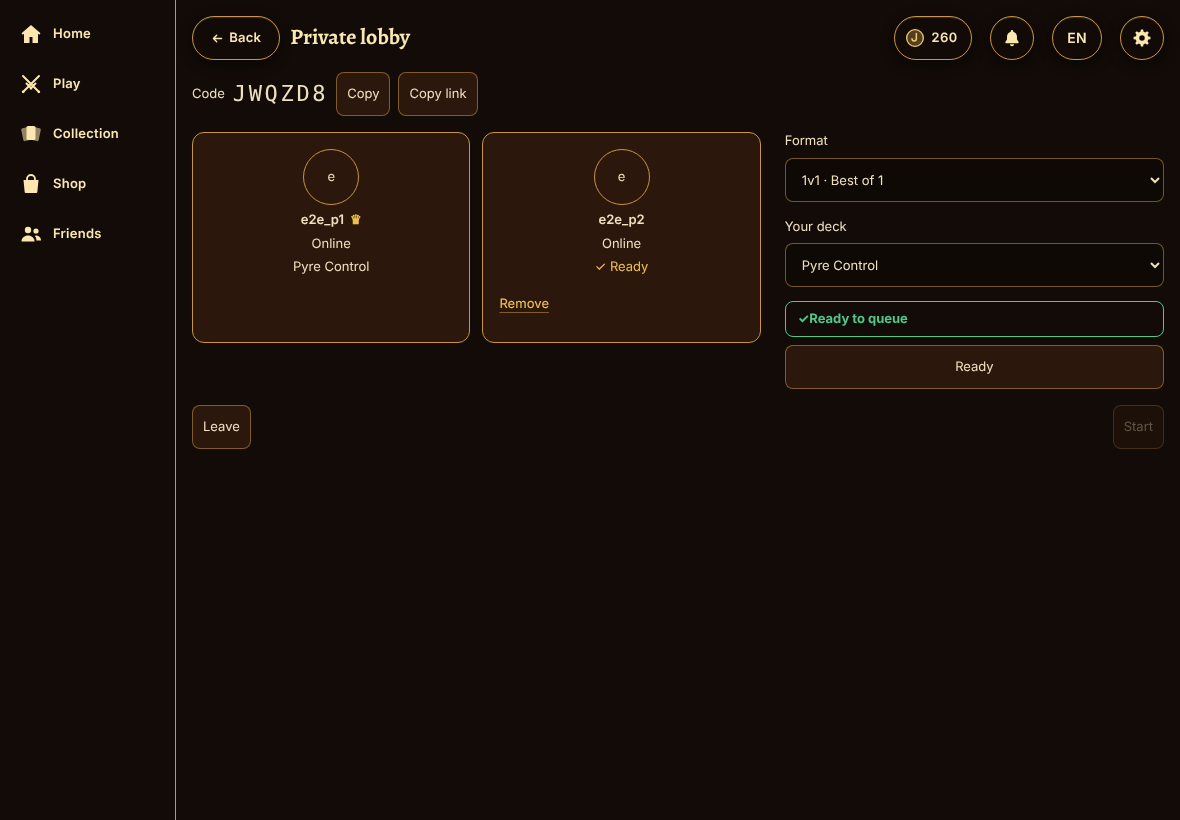 Home
Play
Collection
Shop
Friends
← Back
Private lobby
J 260
EN
Code JWQZD8 Copy Copy link
e
e2e_p1
Online
Pyre Control
e
e2e_p2
Online
✓ Ready
Remove
Format
1v1 · Best of 1
Your deck
Pyre Control
✓Ready to queue
Ready
Leave
Start